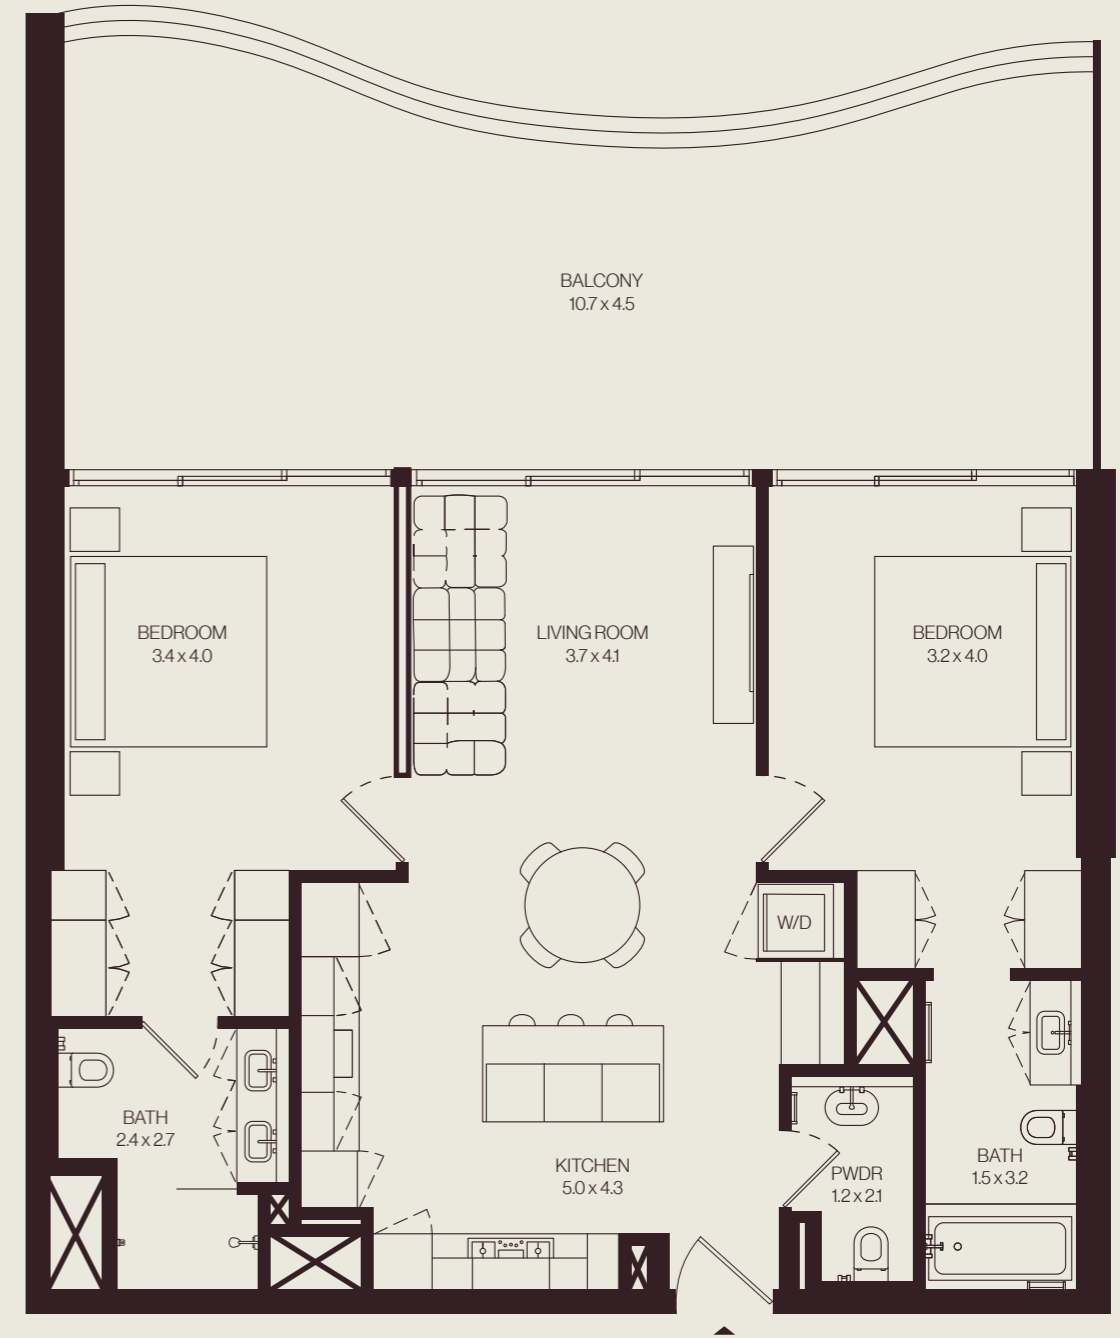 BALCONY
10.7 x 4.5
BEDROOM
3.4 x 4.0
LIVING ROOM
3.7 x 4.1
BEDROOM
3.2 x 4.0
W/D
BATH
2.4 x 2.7
KITCHEN
5.0 x 4.3
PWDR
1.2 x 2.1
BATH
1.5 x 3.2